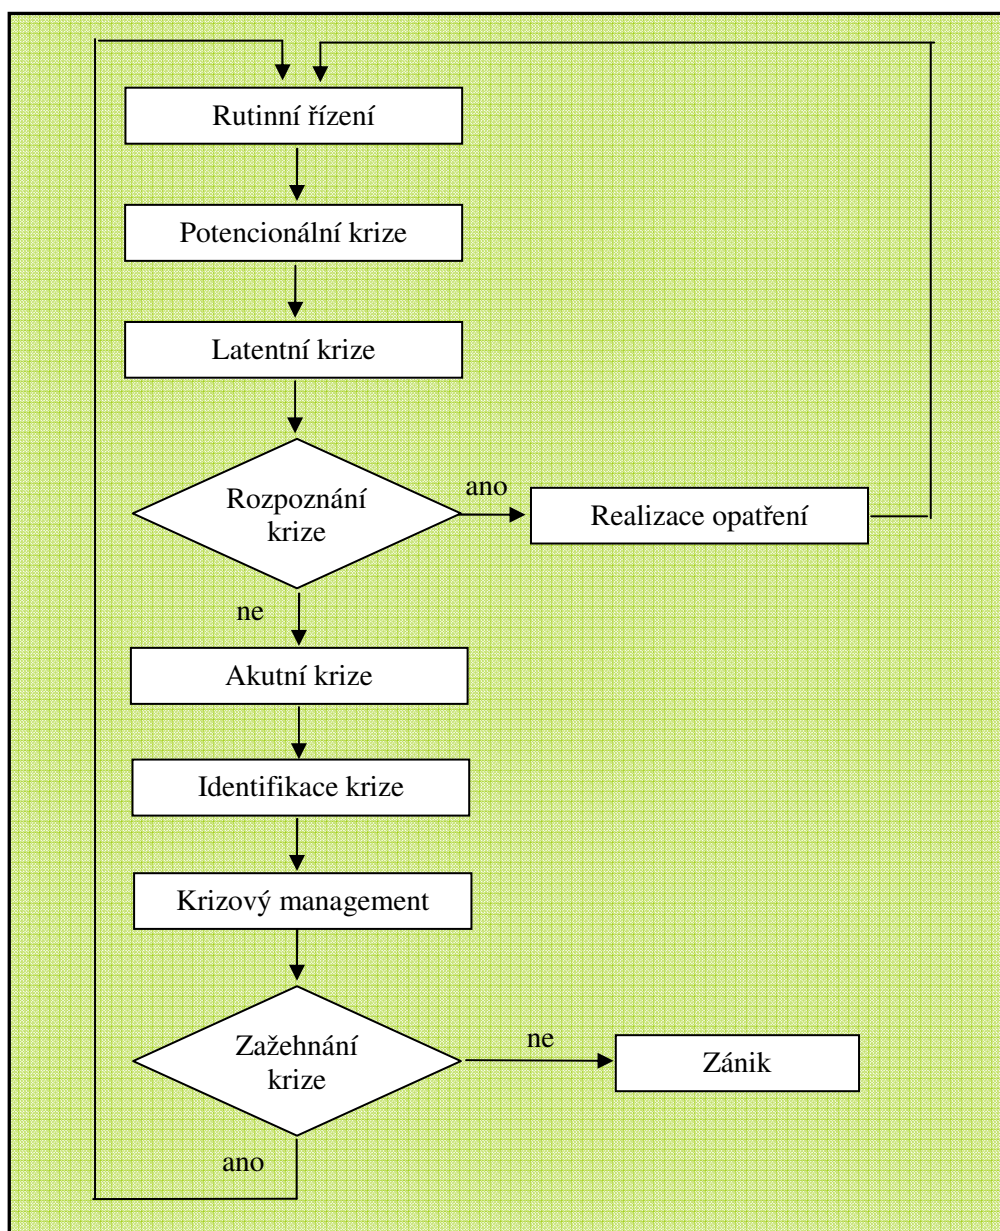 Rutinní řízení
Potencionální krize
Latentní krize
Rozpoznání
krize
ano
Realizace opatření
ne
Akutní krize
Identifikace krize
Krizový management
Zažehnání
krize
ne
Zánik
ano